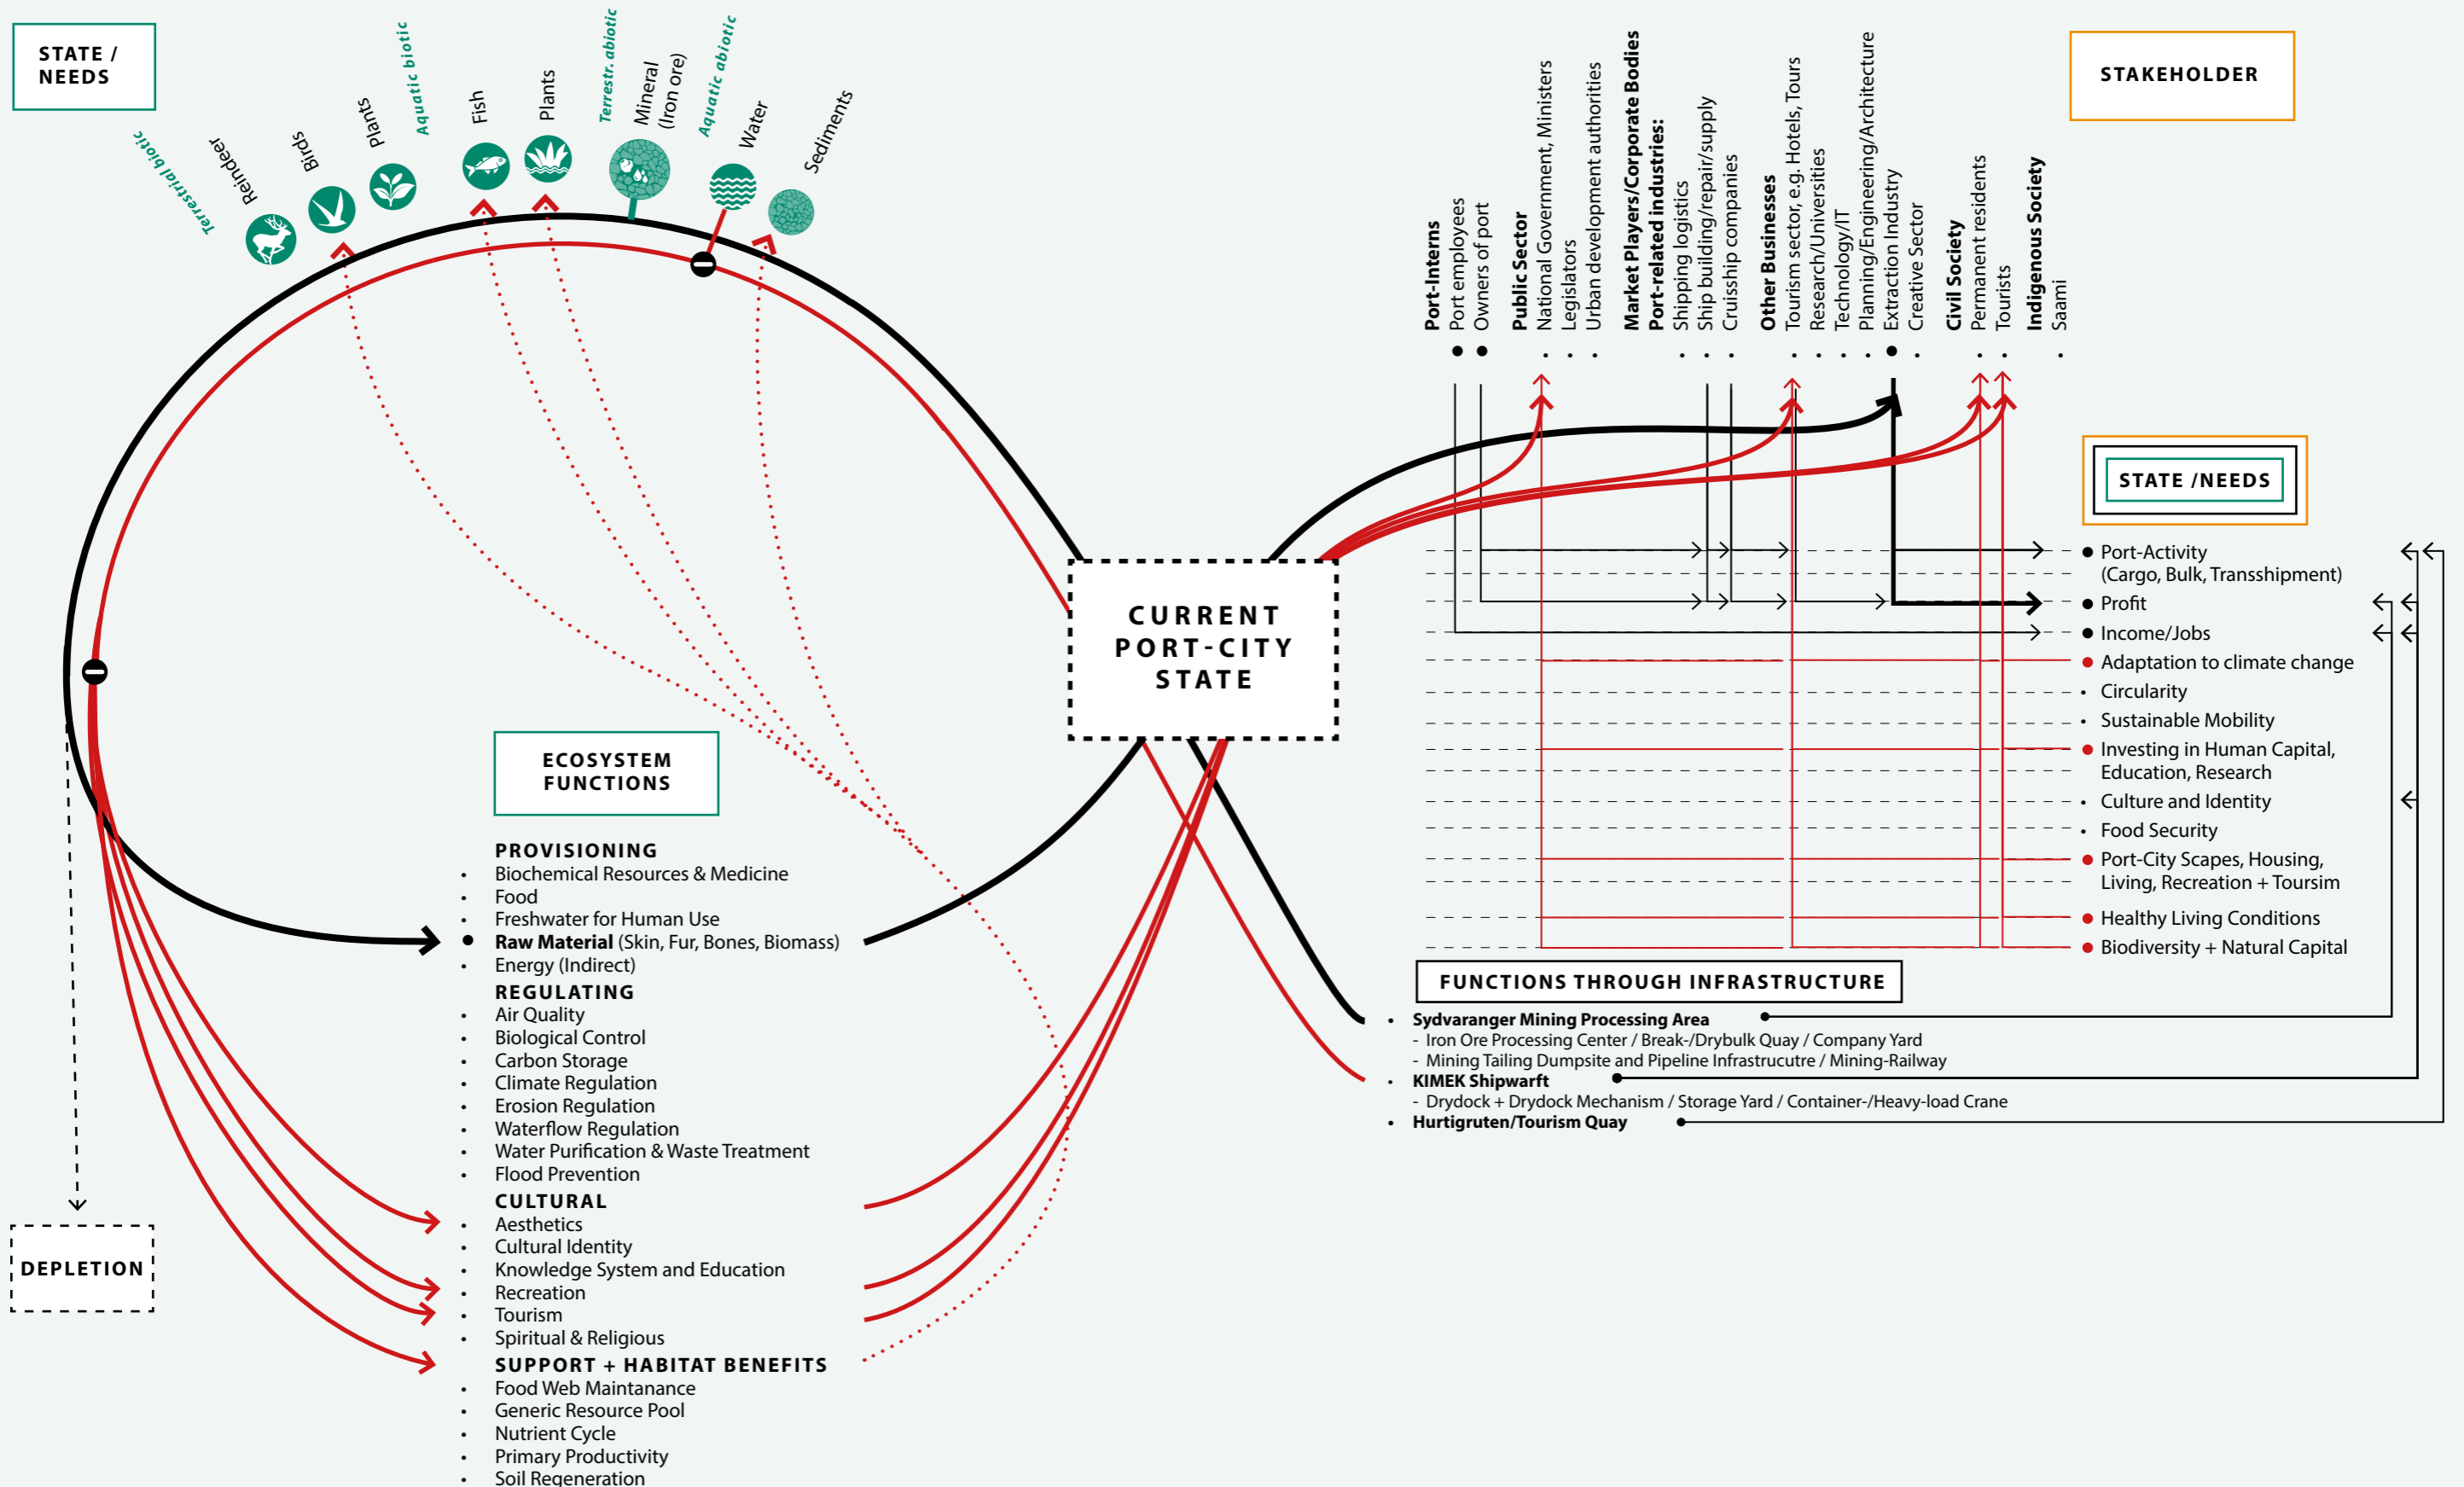 STATE /
NEEDS
Terrestrial biotic
Reindeer
Birds
Plants
Aquatic biotic
Fish
Plants
Terrestr. abiotic
Mineral
(Iron ore)
Aquatic abiotic
Water
Sediments
Port-Interns
Port employees
Owners of port
Public Sector
National Government, Ministers
Legislators
Urban development authorities
Market Players/Corporate Bodies
Port-related industries:
Shipping logistics
Ship building/repair/supply
Cruisship companies
Other Businesses
Tourism sector, e.g. Hotels, Tours
Research/Universities
Technology/IT
Planning/Engineering/Architecture
Extraction Industry
Creative Sector
Civil Society
Permanent residents
Tourists
Indigenous Society
Saami
STAKEHOLDER
STATE /NEEDS
Port-Activity
(Cargo, Bulk, Transshipment)
Profit
Income/Jobs
Adaptation to climate change
Circularity
Sustainable Mobility
Investing in Human Capital,
Education, Research
Culture and Identity
Food Security
Port-City Scapes, Housing,
Living, Recreation + Toursim
Healthy Living Conditions
Biodiversity + Natural Capital
CURRENT
PORT-CITY
STATE
ECOSYSTEM
FUNCTIONS
PROVISIONING
• Biochemical Resources & Medicine
• Food
• Freshwater for Human Use
• Raw Material (Skin, Fur, Bones, Biomass)
• Energy (Indirect)
REGULATING
• Air Quality
• Biological Control
• Carbon Storage
• Climate Regulation
• Erosion Regulation
• Waterflow Regulation
• Water Purification & Waste Treatment
• Flood Prevention
CULTURAL
• Aesthetics
• Cultural Identity
• Knowledge System and Education
• Recreation
• Tourism
• Spiritual & Religious
SUPPORT + HABITAT BENEFITS
• Food Web Maintanance
• Generic Resource Pool
• Nutrient Cycle
• Primary Productivity
• Soil Regeneration
DEPLETION
FUNCTIONS THROUGH INFRASTRUCTURE
• Sydvaranger Mining Processing Area
- Iron Ore Processing Center / Break-/Drybulk Quay / Company Yard
- Mining Tailing Dumpsite and Pipeline Infrastrucutre / Mining-Railway
• KIMEK Shipwarft
- Drydock + Drydock Mechanism / Storage Yard / Container-/Heavy-load Crane
• Hurtigruten/Tourism Quay